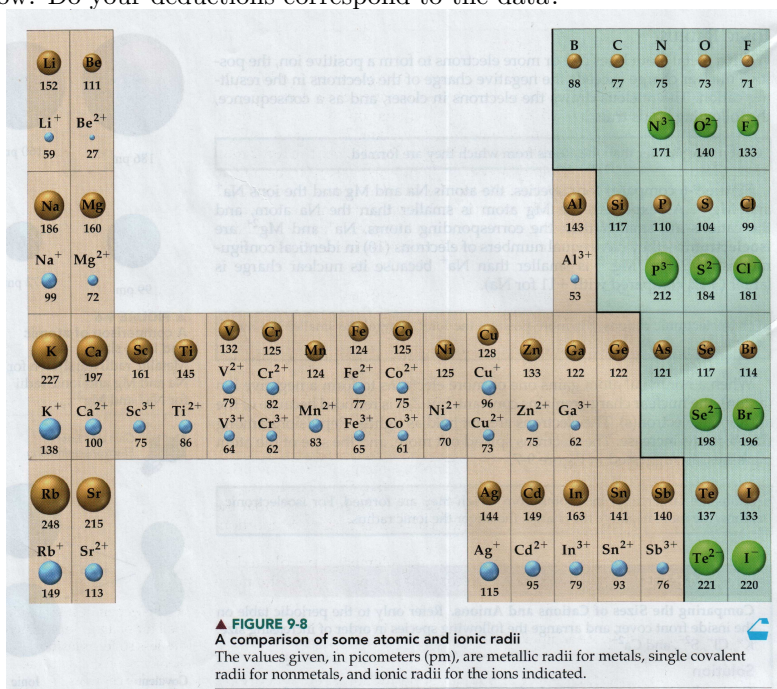 ow? Do your deductions correspond to the data?
B C N O F
Li Be
152 111 88 77 75 73 71
Li+ Be2+ N3− O2− F−
59 27 171 140 133
Na Mg Al Si P S Cl
186 160 143 117 110 104 99
Na+ Mg2+ Al3+ P3− S2− Cl−
99 72 53 212 184 181
K Ca Sc Ti V Cr Mn Fe Co Ni Cu Zn Ga Ge As Se Br
227 197 161 145 132 125 124 124 125 125 128 133 122 122 121 117 114
V2+ Cr2+ Fe2+ Co2+ Cu+
79 82 77 75 96
K+ Ca2+ Sc3+ Ti2+ V3+ Cr3+ Mn2+ Fe3+ Co3+ Ni2+ Cu2+ Zn2+ Ga3+ Se2− Br−
138 100 75 86 64 62 83 65 61 70 73 75 62 198 196
Rb Sr Ag Cd In Sn Sb Te I
248 215 144 149 163 141 140 137 133
Rb+ Sr2+ Ag+ Cd2+ In3+ Sn2+ Sb3+ Te2− I−
149 113 115 95 79 93 76 221 220
▲ FIGURE 9-8
A comparison of some atomic and ionic radii
The values given, in picometers (pm), are metallic radii for metals, single covalent
radii for nonmetals, and ionic radii for the ions indicated.